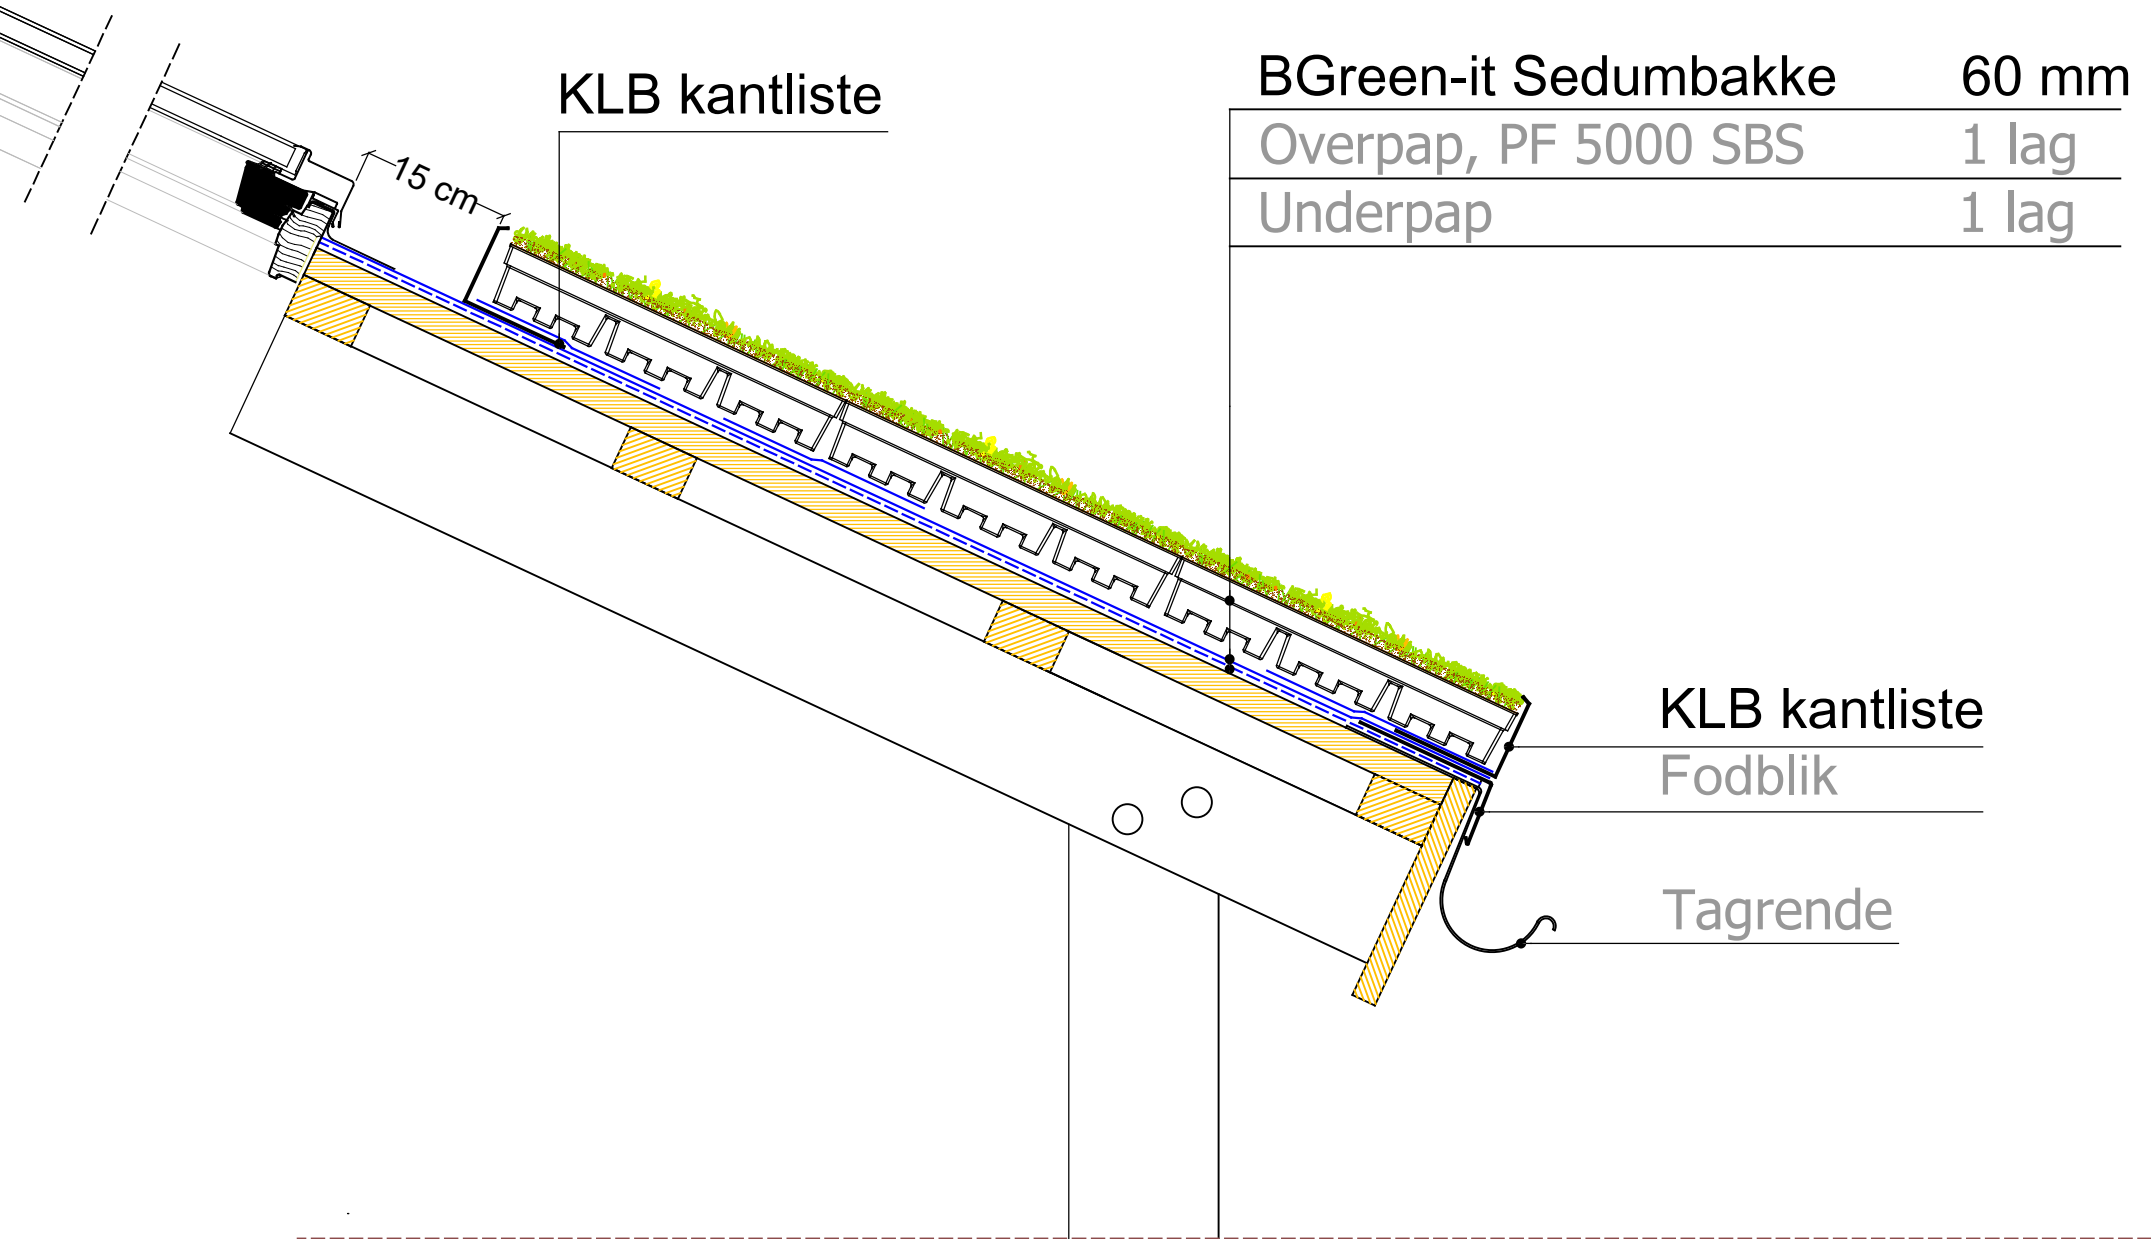 BGreen-it Sedumbakke 60 mm
KLB kantliste
Overpap, PF 5000 SBS 1 lag
15 cm
Underpap 1 lag
KLB kantliste
Fodblik
Tagrende